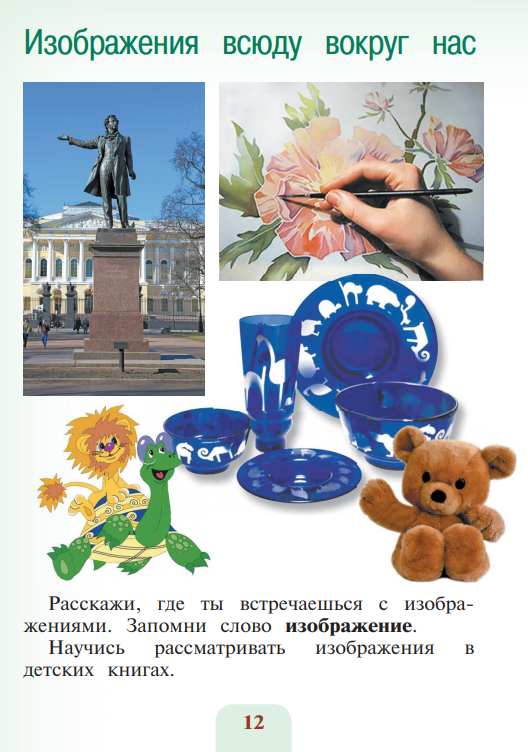 Изображения всюду вокруг нас
Расскажи, где ты встречаешься с изобра-
жениями. Запомни слово изображение.
Научись рассматривать изображения в
детских книгах.
12